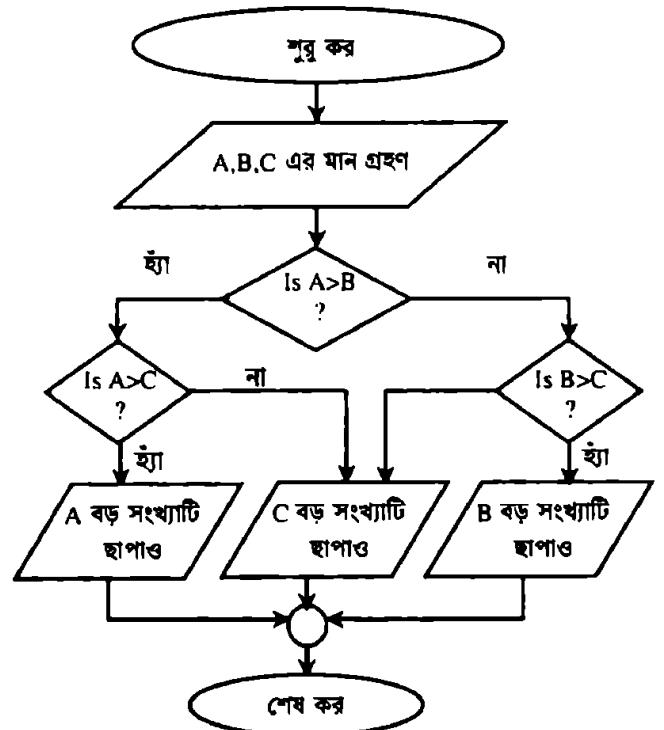 শুরু কর
A,B,C এর মান গ্রহণ
হ্যাঁ
না
Is A>B
?
Is A>C
?
না
Is B>C
?
হ্যাঁ
হ্যাঁ
A বড় সংখ্যাটি
ছাপাও
C বড় সংখ্যাটি
ছাপাও
B বড় সংখ্যাটি
ছাপাও
শেষ কর